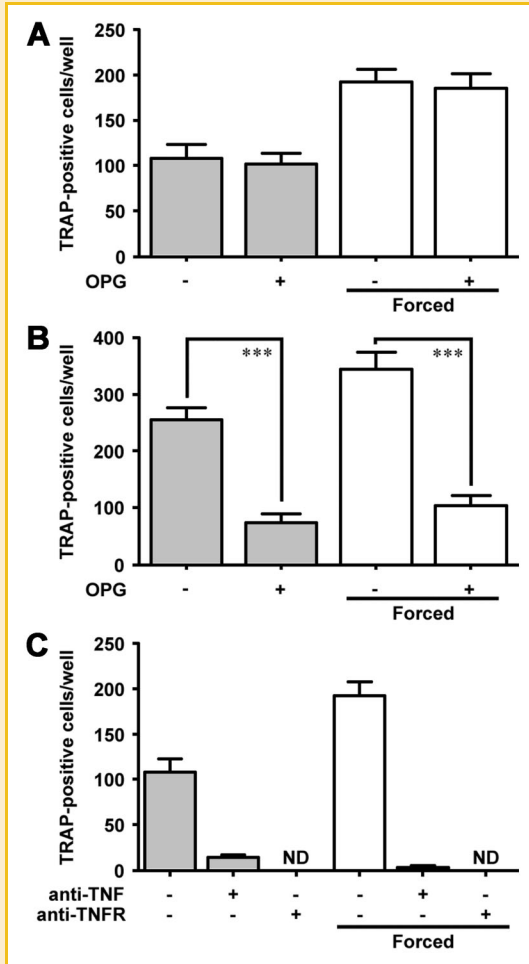 A
TRAP-positive cells/well
250
200
150
100
50
0
OPG - + - +
Forced
B
TRAP-positive cells/well
400
300
200
100
0
*** ***
OPG - + - +
Forced
C
TRAP-positive cells/well
250
200
150
100
50
0
ND ND
anti-TNF - + - - + -
anti-TNFR - - + - - +
Forced